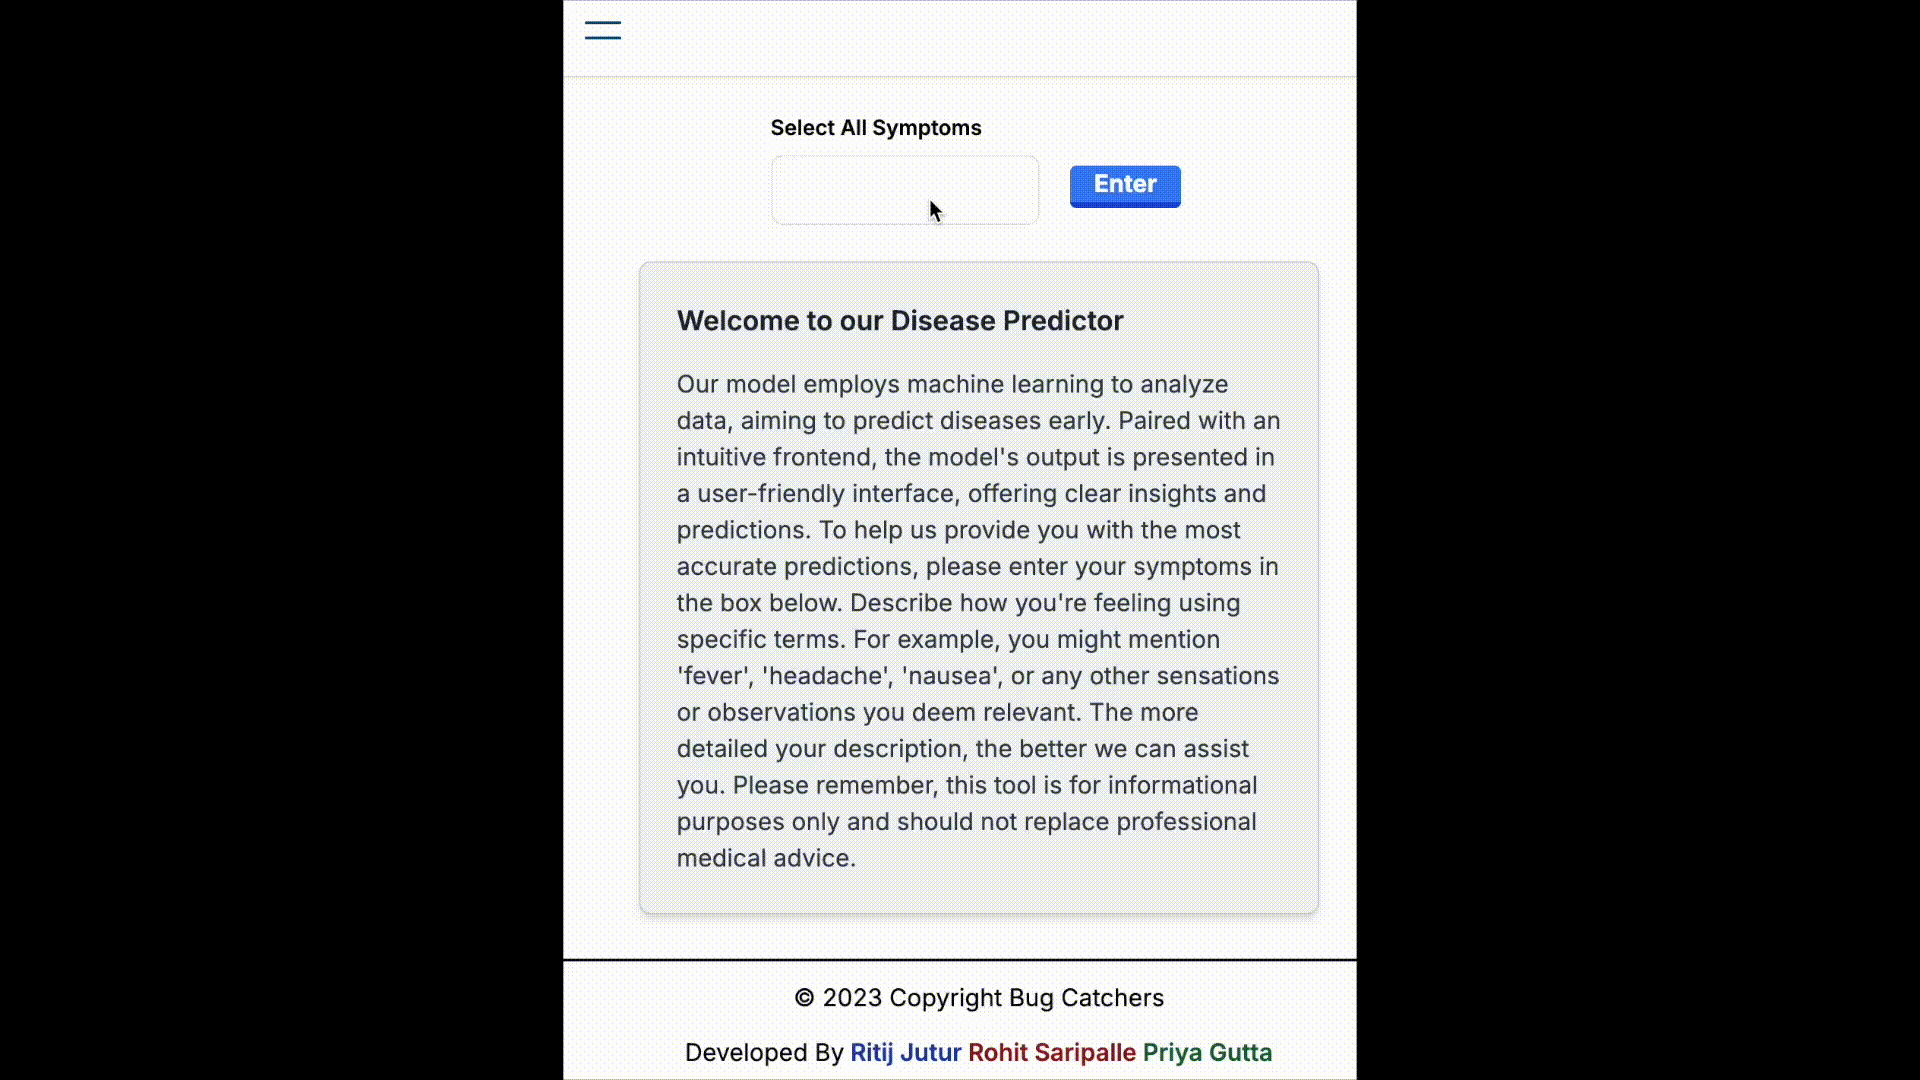 Select All Symptoms
Enter
Welcome to our Disease Predictor
Our model employs machine learning to analyze
data, aiming to predict diseases early. Paired with an
intuitive frontend, the model's output is presented in
a user-friendly interface, offering clear insights and
predictions. To help us provide you with the most
accurate predictions, please enter your symptoms in
the box below. Describe how you're feeling using
specific terms. For example, you might mention
'fever', 'headache', 'nausea', or any other sensations
or observations you deem relevant. The more
detailed your description, the better we can assist
you. Please remember, this tool is for informational
purposes only and should not replace professional
medical advice.
© 2023 Copyright Bug Catchers
Developed By Ritij Jutur Rohit Saripalle Priya Gutta